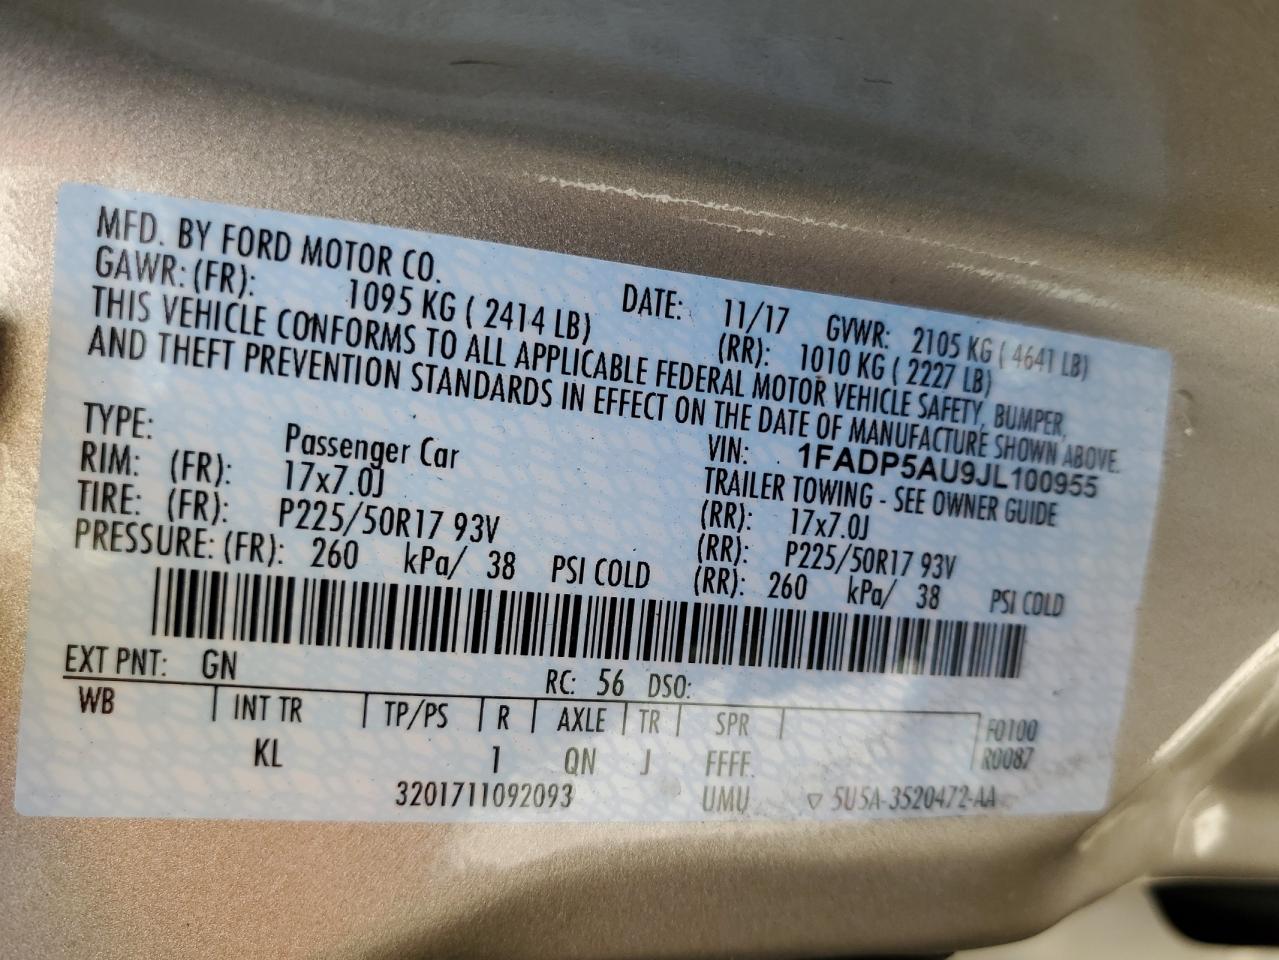 MFD. BY FORD MOTOR CO.
DATE: 11/17 GVWR: 2105 KG ( 4641 LB)
GAWR: (FR): 1095 KG ( 2414 LB) (RR): 1010 KG ( 2227 LB)
THIS VEHICLE CONFORMS TO ALL APPLICABLE FEDERAL MOTOR VEHICLE SAFETY, BUMPER,
AND THEFT PREVENTION STANDARDS IN EFFECT ON THE DATE OF MANUFACTURE SHOWN ABOVE.
VIN: 1FADP5AU9JL100955
TYPE: Passenger Car TRAILER TOWING - SEE OWNER GUIDE
RIM: (FR): 17x7.0J (RR): 17x7.0J
TIRE: (FR): P225/50R17 93V (RR): P225/50R17 93V
PRESSURE: (FR): 260 kPa/ 38 PSI COLD (RR): 260 kPa/ 38 PSI COLD
EXT PNT: GN RC: 56 DSO:
WB INT TR TP/PS R AXLE TR SPR F0100
KL 1 QN J FFFF R0087
3201711092093 UMU ▽ 5U5A-3520472-AA